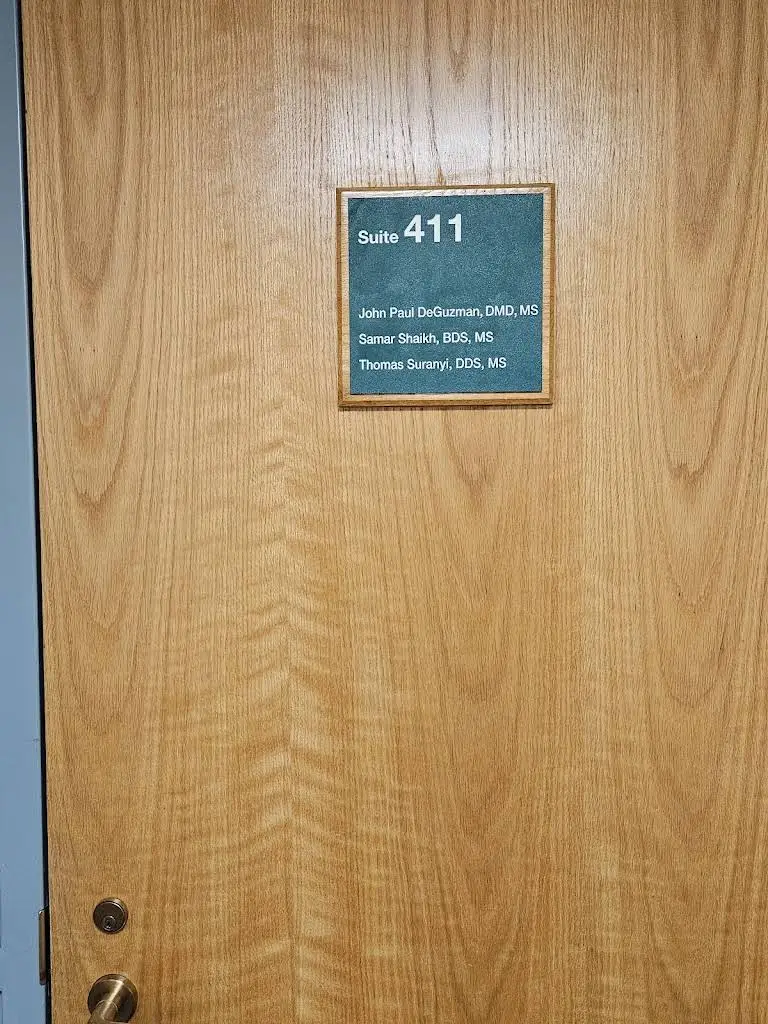 Suite 411
John Paul DeGuzman, DMD, MS
Samar Shaikh, BDS, MS
Thomas Suranyi, DDS, MS